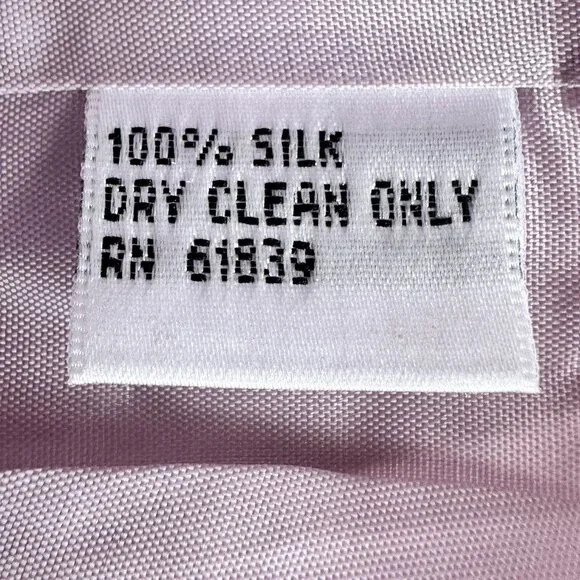 100% SILK
DRY CLEAN ONLY
RN 61839